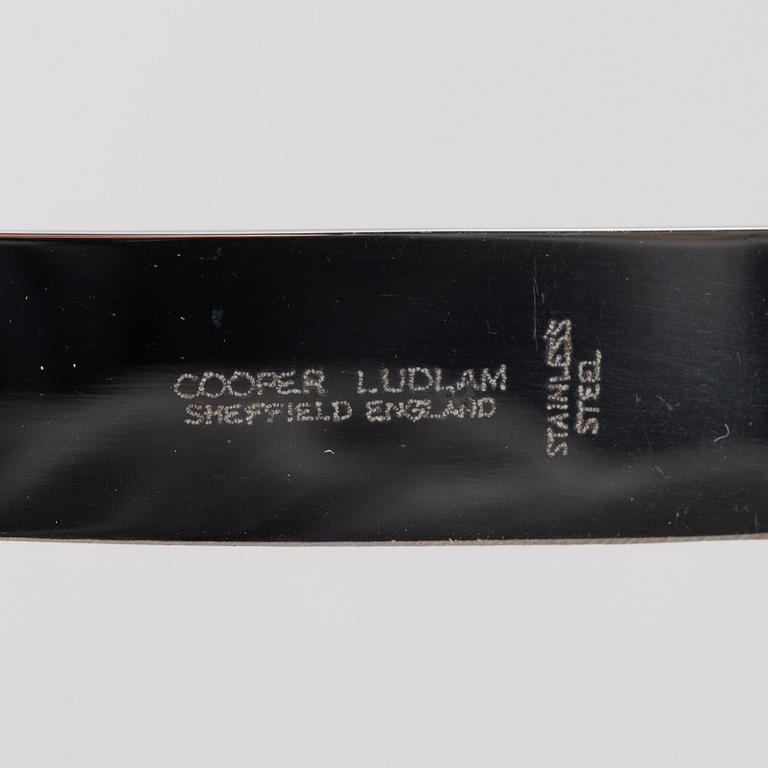 COOPER LUDLAM
SHEFFIELD ENGLAND
STAINLESS
STEEL